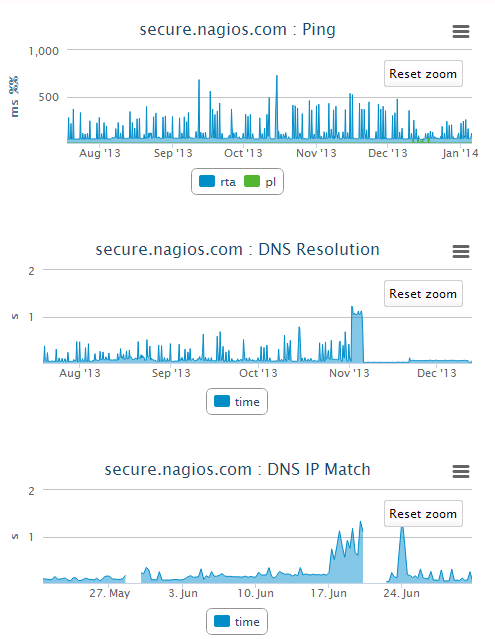 secure.nagios.com : Ping
1,000
Reset zoom
500
ms %%
Aug '13 Sep '13 Oct '13 Nov '13 Dec '13 Jan '14
rta pl
secure.nagios.com : DNS Resolution
2
Reset zoom
1
s
Aug '13 Sep '13 Oct '13 Nov '13 Dec '13
time
secure.nagios.com : DNS IP Match
2
Reset zoom
1
s
27. May 3.Jun 10.Jun 17.Jun 24.Jun
time